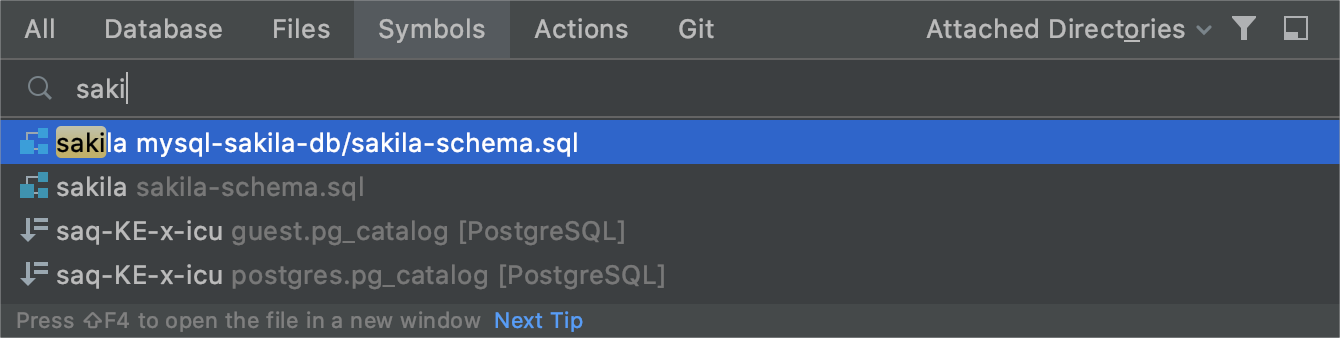 All Database Files Symbols Actions Git Attached Directories
saki
sakila mysql-sakila-db/sakila-schema.sql
sakila sakila-schema.sql
saq-KE-x-icu guest.pg_catalog [PostgreSQL]
saq-KE-x-icu postgres.pg_catalog [PostgreSQL]
Press ⇧F4 to open the file in a new window Next Tip